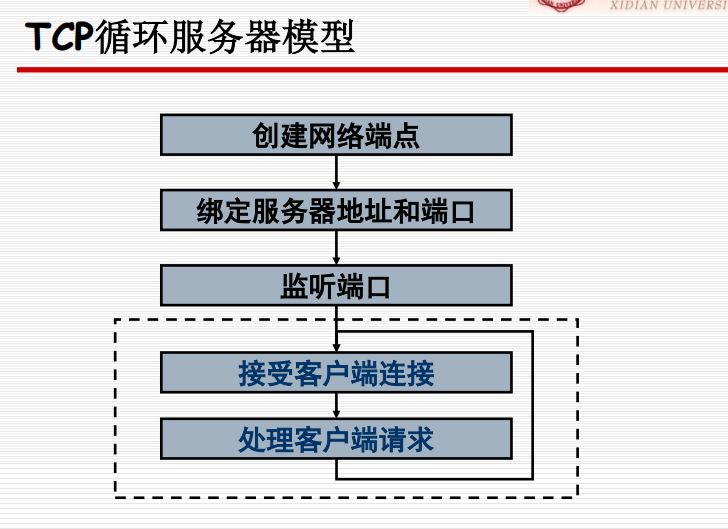 XIDIAN UNIVERSI
TCP循环服务器模型
创建网络端点
绑定服务器地址和端口
监听端口
接受客户端连接
处理客户端请求